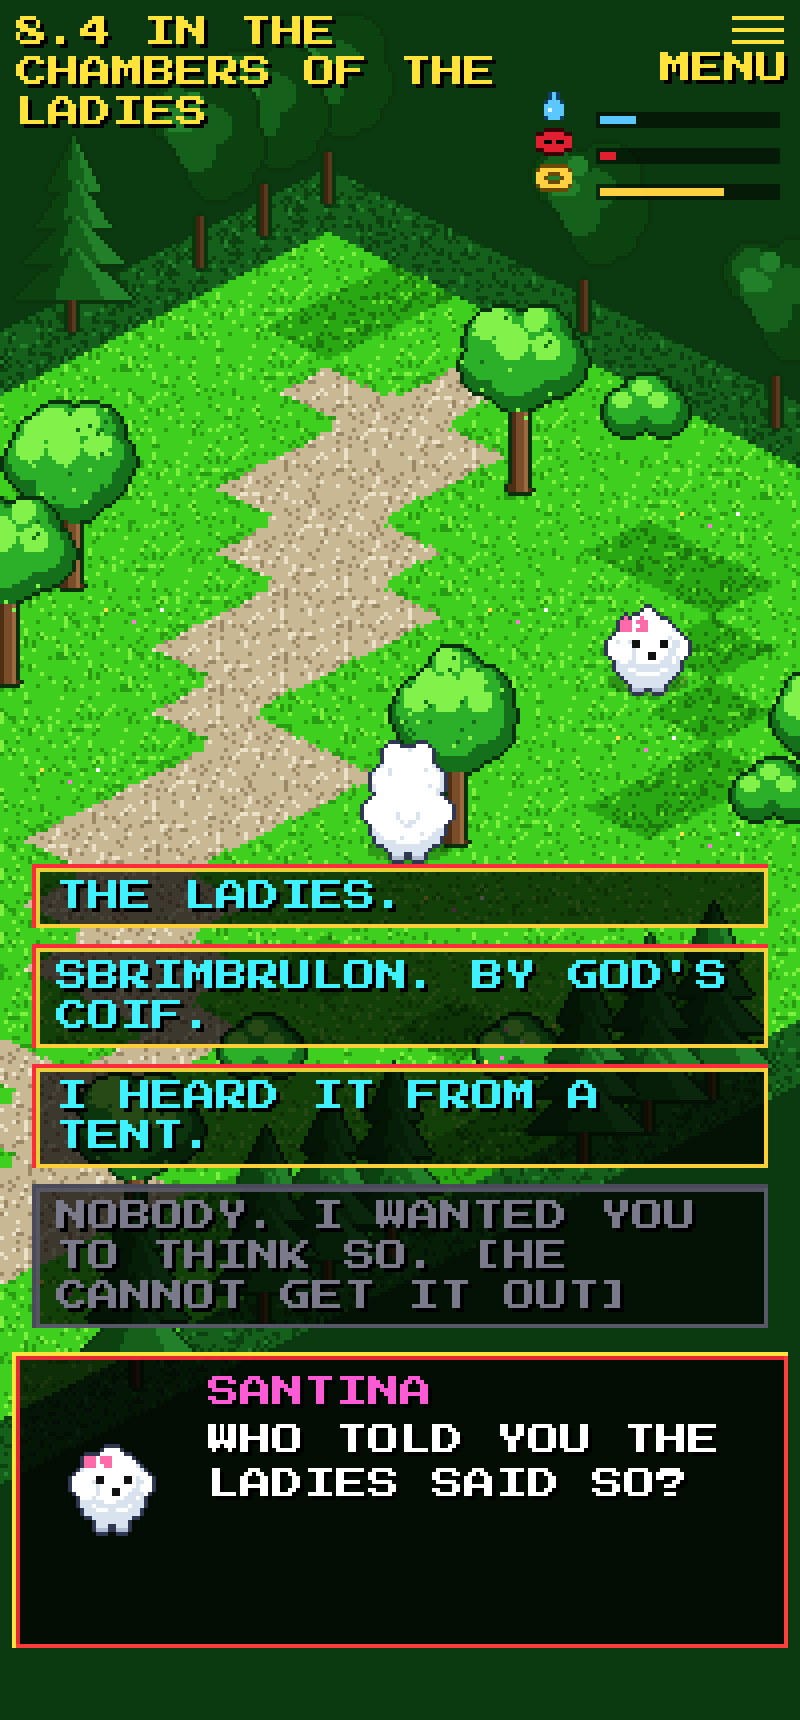 8.4 IN THE
CHAMBERS OF THE
LADIES
MENU
THE LADIES.
SBRIMBRULON. BY GOD'S
COIF.
I HEARD IT FROM A
TENT.
NOBODY. I WANTED YOU
TO THINK SO. [HE
CANNOT GET IT OUT]
SANTINA
WHO TOLD YOU THE
LADIES SAID SO?